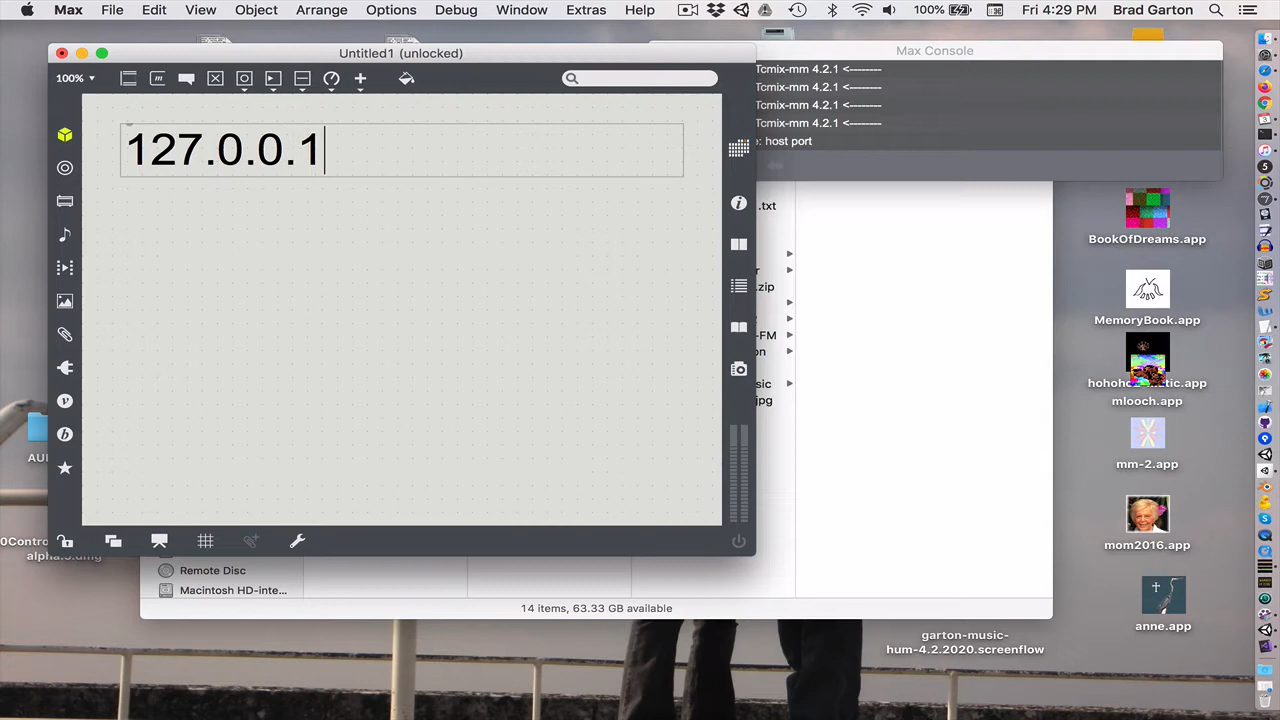 Max File Edit View Object Arrange Options Debug Window Extras Help 100% Fri 4:29 PM Brad Garton
Untitled1 (unlocked)
Max Console
100%
Tcmix-mm 4.2.1 <--------
Tcmix-mm 4.2.1 <--------
Tcmix-mm 4.2.1 <--------
Tcmix-mm 4.2.1 <--------
: host port
127.0.0.1
.txt
.zip
-FM
.jpg
BookOfDreams.app
MemoryBook.app
mlooch.app
mm-2.app
mom2016.app
anne.app
Remote Disc
Macintosh HD-inte...
14 items, 63.33 GB available
garton-music-
hum-4.2.2020.screenflow